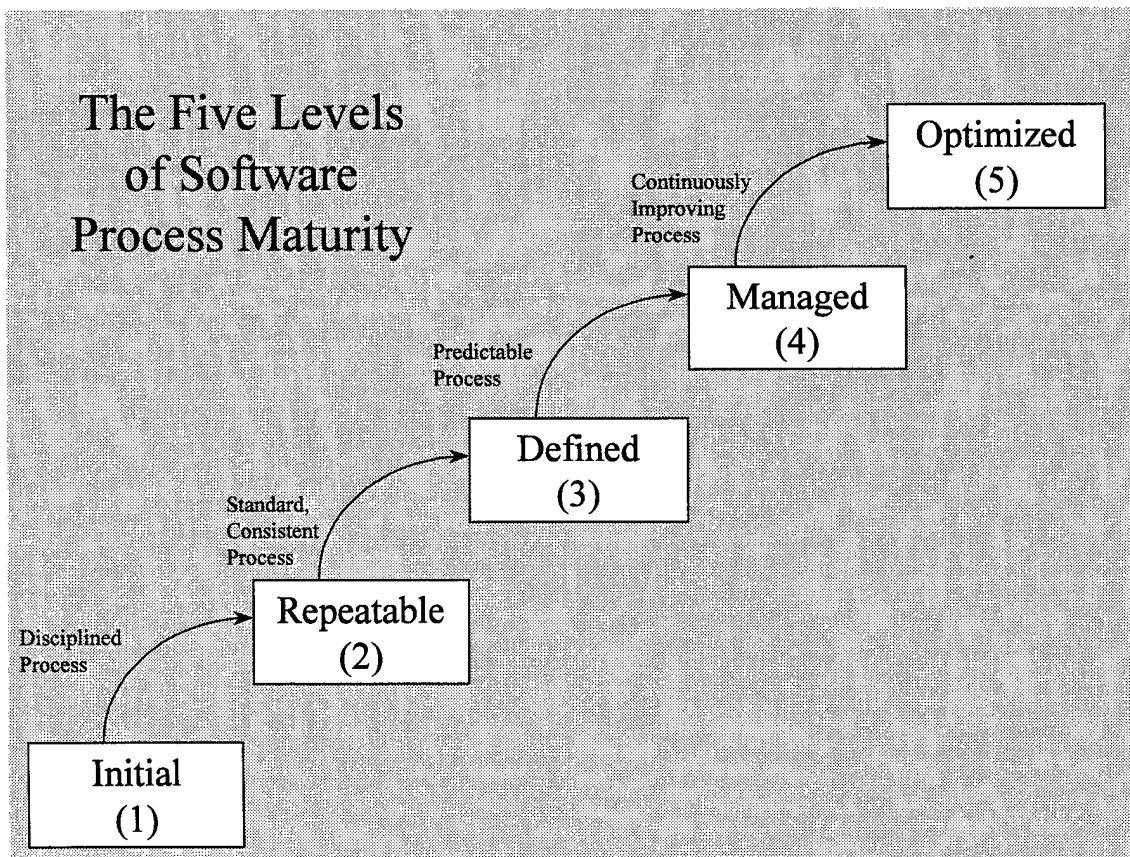 The Five Levels
of Software
Process Maturity
Optimized
(5)
Continuously
Improving
Process
Managed
(4)
Predictable
Process
Defined
(3)
Standard,
Consistent
Process
Repeatable
(2)
Disciplined
Process
Initial
(1)